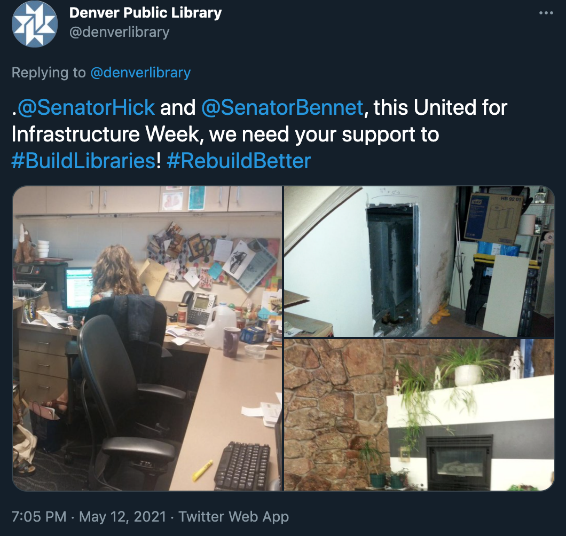 Denver Public Library
@denverlibrary
Replying to @denverlibrary
.@SenatorHick and @SenatorBennet, this United for
Infrastructure Week, we need your support to
#BuildLibraries! #RebuildBetter
7:05 PM · May 12, 2021 · Twitter Web App